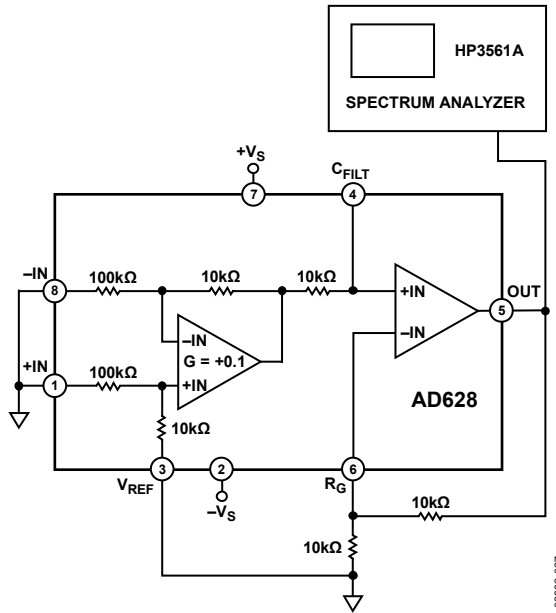 HP3561A
SPECTRUM ANALYZER
+VS
CFILT
7
4
–IN
100kΩ
10kΩ
10kΩ
8
+IN
OUT
5
–IN
–IN
G = +0.1
+IN
+IN
100kΩ
1
AD628
10kΩ
3
2
6
VREF
–VS
RG
10kΩ
10kΩ